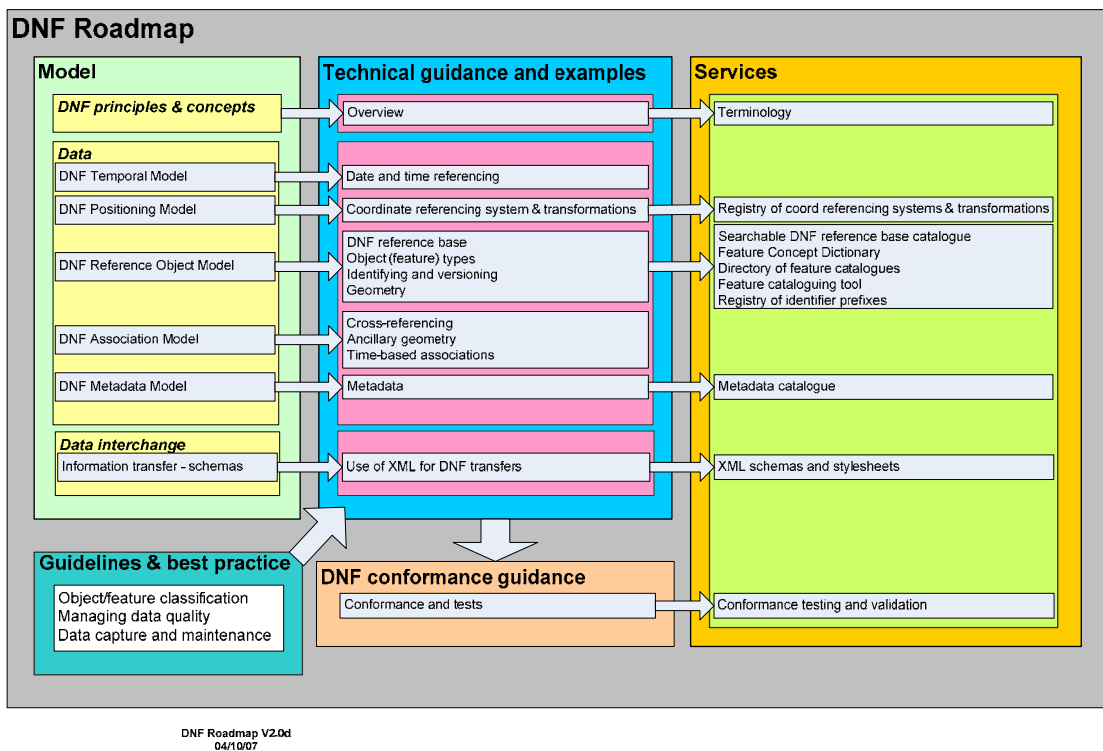 DNF Roadmap
Model
DNF principles & concepts
Data
DNF Temporal Model
DNF Positioning Model
DNF Reference Object Model
DNF Association Model
DNF Metadata Model
Data interchange
Information transfer - schemas
Technical guidance and examples
Overview
Date and time referencing
Coordinate referencing system & transformations
DNF reference base
Object (feature) types
Identifying and versioning
Geometry
Cross-referencing
Ancillary geometry
Time-based associations
Metadata
Use of XML for DNF transfers
Services
Terminology
Registry of coord referencing systems & transformations
Searchable DNF reference base catalogue
Feature Concept Dictionary
Directory of feature catalogues
Feature cataloguing tool
Registry of identifier prefixes
Metadata catalogue
XML schemas and stylesheets
Conformance testing and validation
Guidelines & best practice
Object/feature classification
Managing data quality
Data capture and maintenance
DNF conformance guidance
Conformance and tests
DNF Roadmap V2.0d
04/10/07